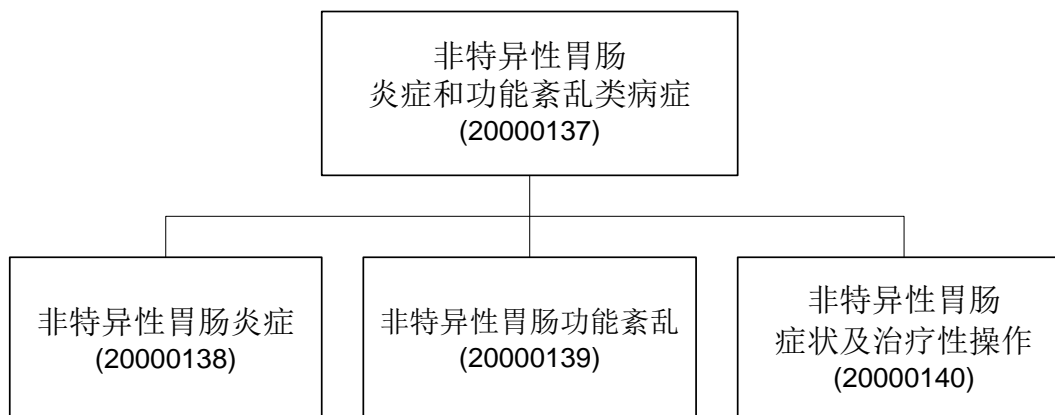 非特异性胃肠
炎症和功能紊乱类病症
(20000137)
非特异性胃肠炎症
(20000138)
非特异性胃肠功能紊乱
(20000139)
非特异性胃肠
症状及治疗性操作
(20000140)